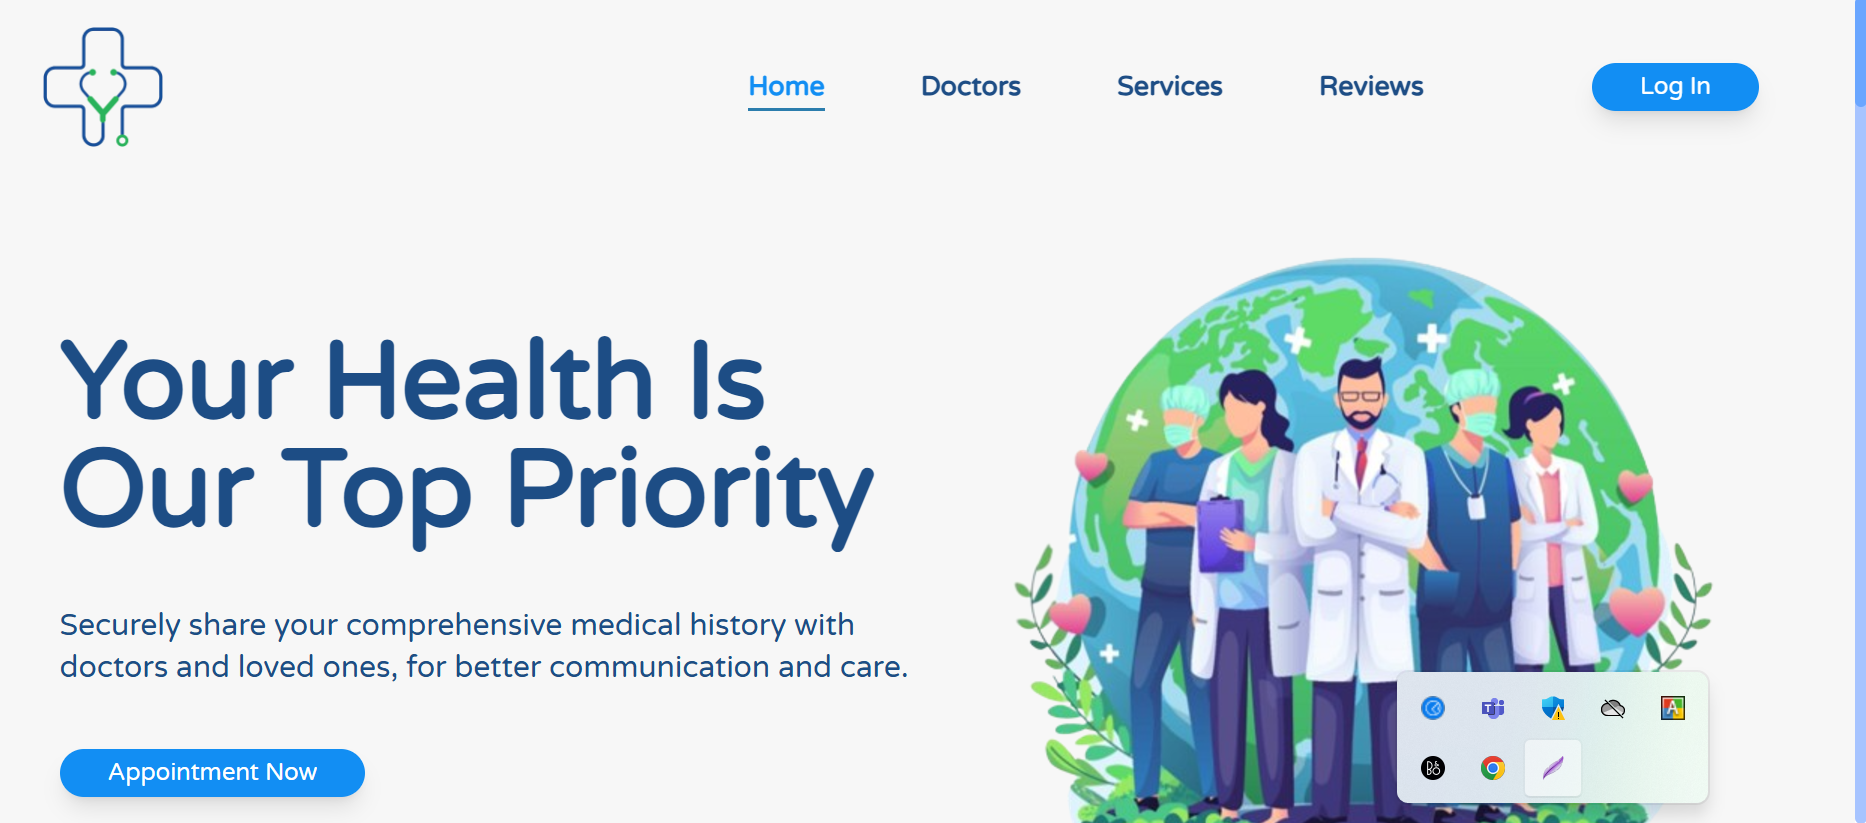 Home
Doctors
Services
Reviews
Log In
Your Health Is
Our Top Priority
Securely share your comprehensive medical history with
doctors and loved ones, for better communication and care.
Appointment Now
T
A
B&O